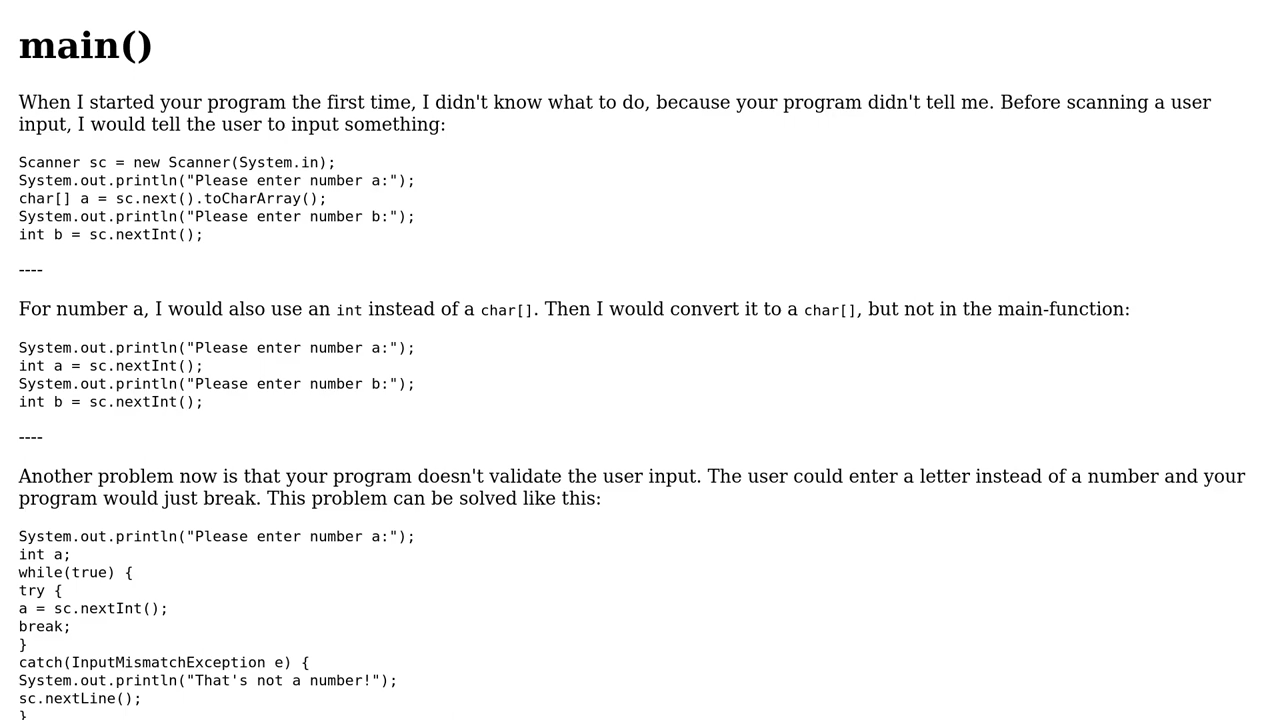 main()
When I started your program the first time, I didn't know what to do, because your program didn't tell me. Before scanning a user
input, I would tell the user to input something:
Scanner sc = new Scanner(System.in);
System.out.println("Please enter number a:");
char[] a = sc.next().toCharArray();
System.out.println("Please enter number b:");
int b = sc.nextInt();
----
For number a, I would also use an int instead of a char[]. Then I would convert it to a char[], but not in the main-function:
System.out.println("Please enter number a:");
int a = sc.nextInt();
System.out.println("Please enter number b:");
int b = sc.nextInt();
----
Another problem now is that your program doesn't validate the user input. The user could enter a letter instead of a number and your
program would just break. This problem can be solved like this:
System.out.println("Please enter number a:");
int a;
while(true) {
try {
a = sc.nextInt();
break;
}
catch(InputMismatchException e) {
System.out.println("That's not a number!");
sc.nextLine();
}